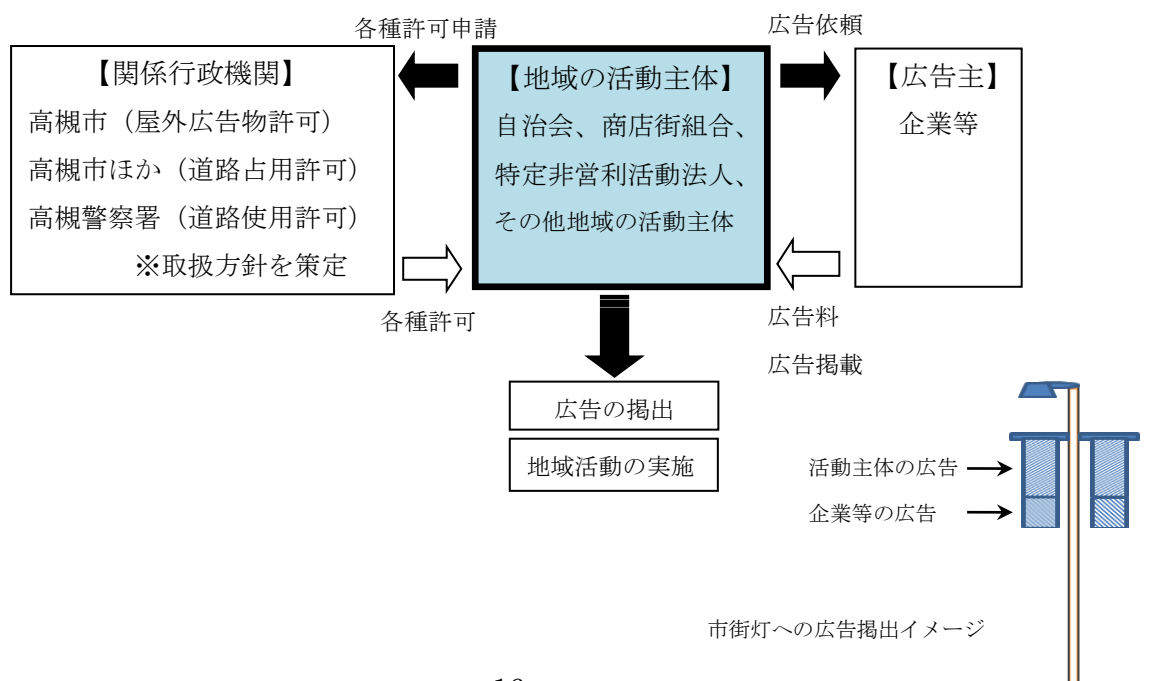 各種許可申請
広告依頼
【関係行政機関】
高槻市（屋外広告物許可）
高槻市ほか（道路占用許可）
高槻警察署（道路使用許可）
※取扱方針を策定
【地域の活動主体】
自治会、商店街組合、
特定非営利活動法人、
その他地域の活動主体
【広告主】
企業等
各種許可
広告料
広告掲載
広告の掲出
地域活動の実施
活動主体の広告
企業等の広告
市街灯への広告掲出イメージ